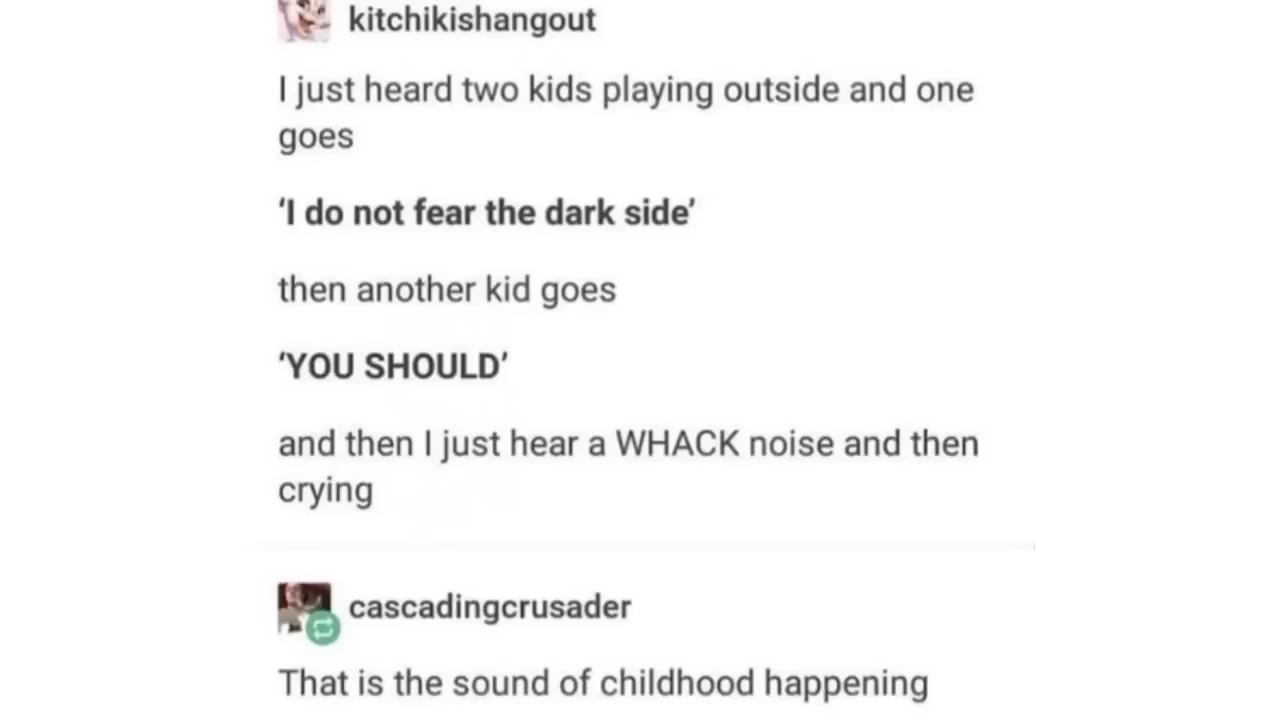 kitchikishangout
I just heard two kids playing outside and one
goes
‘I do not fear the dark side’
then another kid goes
‘YOU SHOULD’
and then I just hear a WHACK noise and then
crying
cascadingcrusader
That is the sound of childhood happening